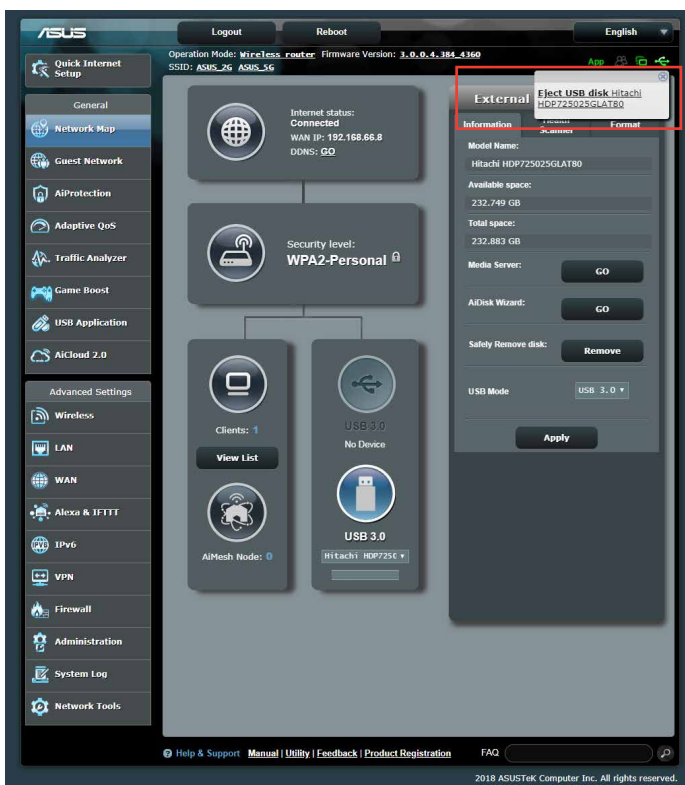 ASUS
Logout
Reboot
English
Quick Internet
Setup
Operation Mode: Wireless router Firmware Version: 3.0.0.4.384_4360
SSID: ASUS_2G ASUS_5G
App
Eject USB disk Hitachi
HDP725025GLAT80
General
Network Map
Guest Network
AiProtection
Adaptive QoS
Traffic Analyzer
Game Boost
USB Application
AiCloud 2.0
Advanced Settings
Wireless
LAN
WAN
Alexa & IFTTT
IPv6
VPN
Firewall
Administration
System Log
Network Tools
Internet status:
Connected
WAN IP: 192.168.66.8
DDNS: GO
Security level:
WPA2-Personal
Clients: 1
View List
AiMesh Node: 0
USB 3.0
No Device
USB 3.0
Hitachi HDP725(
External
Information
Health
Scanner
Format
Model Name:
Hitachi HDP725025GLAT80
Available space:
232.749 GB
Total space:
232.883 GB
Media Server:
GO
AiDisk Wizard:
GO
Safely Remove disk:
Remove
USB Mode
USB 3.0
Apply
Help & Support Manual | Utility | Feedback | Product Registration
FAQ
2018 ASUSTeK Computer Inc. All rights reserved.